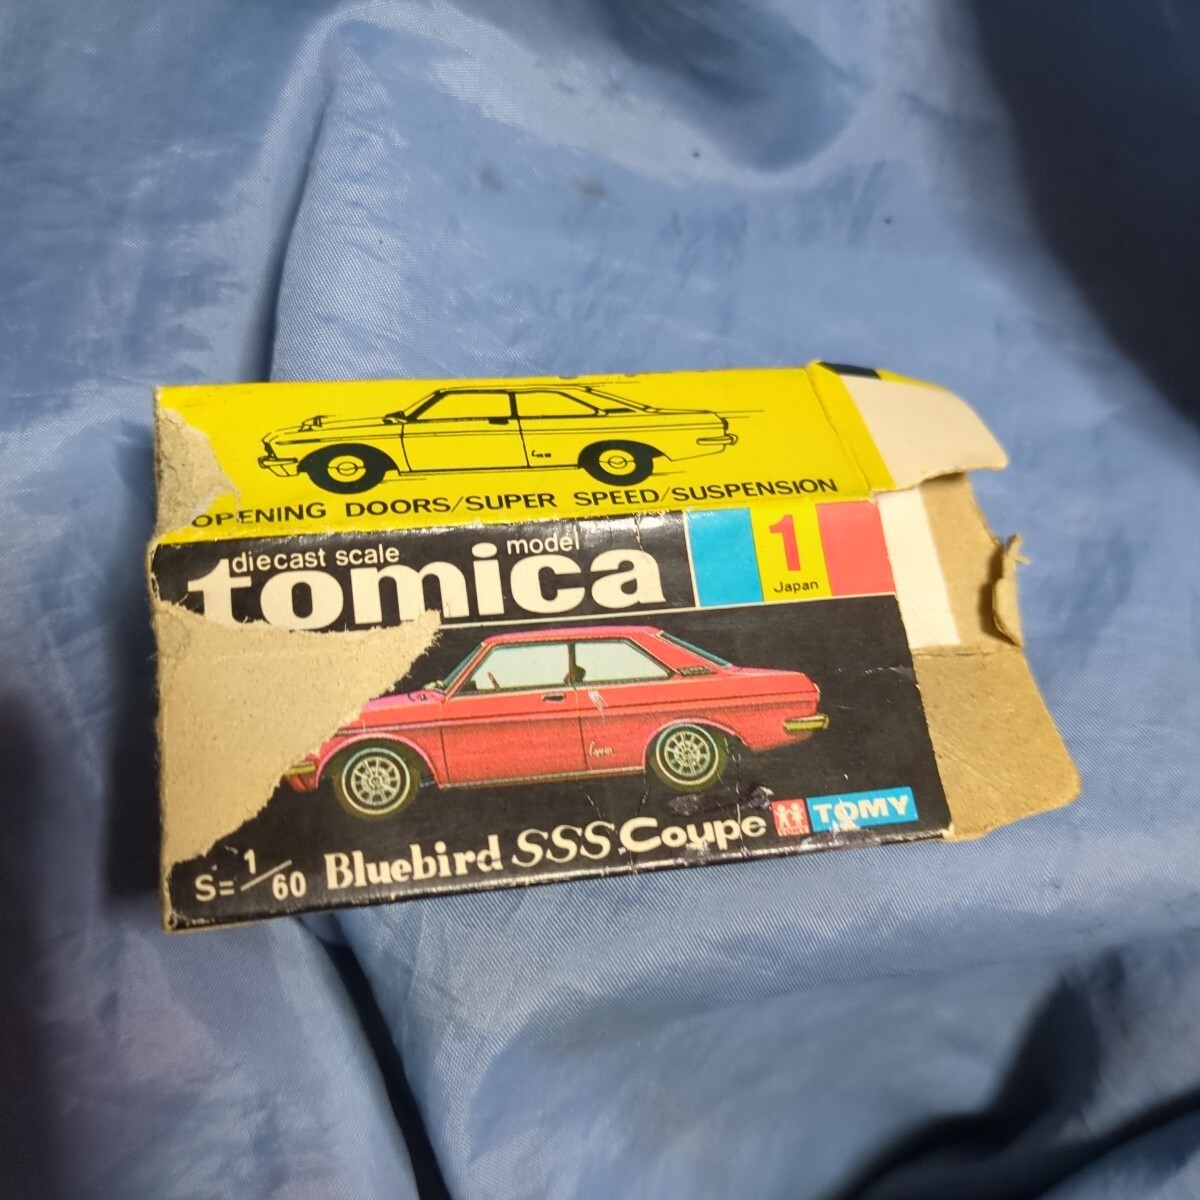 OPENING DOORS/SUPER SPEED/SUSPENSION
diecast scale model
tomica
1
Japan
S=1/60 Bluebird SSS Coupe TOMY